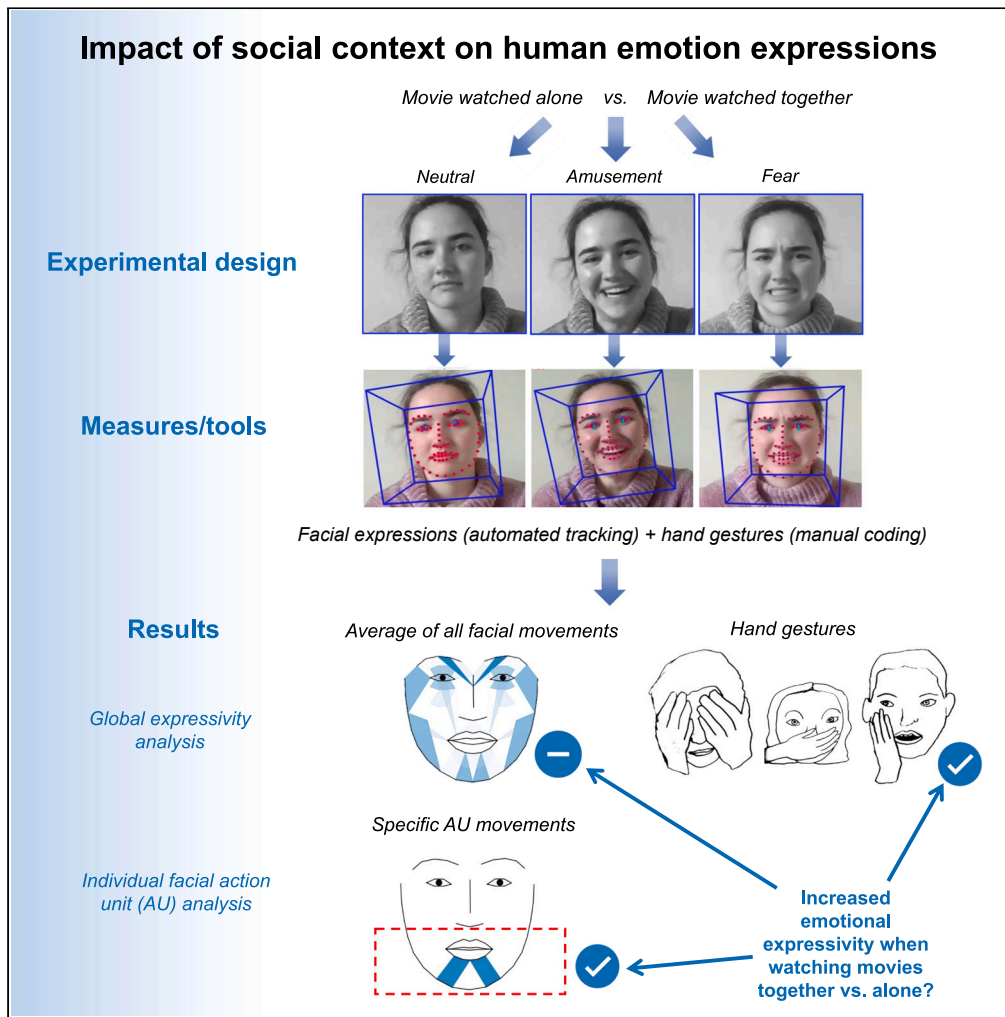 Impact of social context on human emotion expressions
Movie watched alone vs. Movie watched together
Neutral
Amusement
Fear
Experimental design
Measures/tools
Facial expressions (automated tracking) + hand gestures (manual coding)
Results
Average of all facial movements
Hand gestures
Global expressivity
analysis
Specific AU movements
Individual facial action
unit (AU) analysis
Increased
emotional
expressivity when
watching movies
together vs. alone?